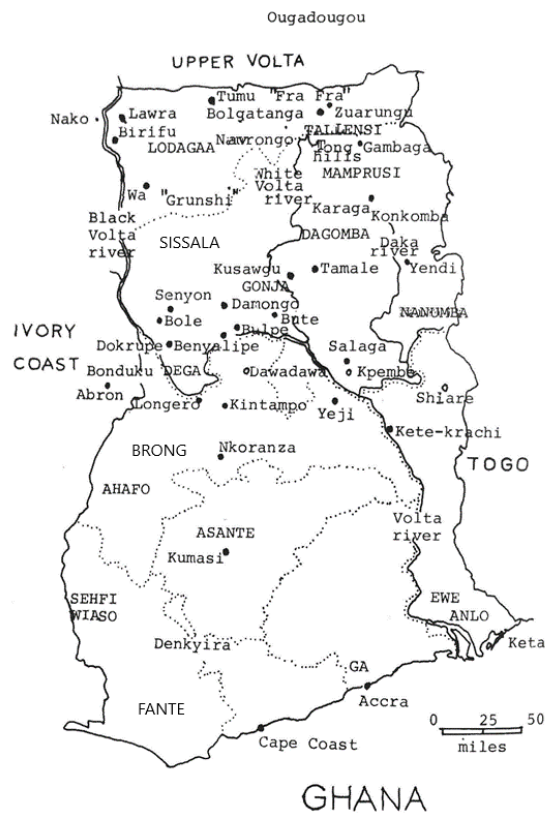 Ougadougou
UPPER VOLTA
Tumu "Fra Fra"
Nako Lawra Bolgatanga Zuarungu
Birifu Navrongo TALLENSI
LODAGAA Tong Gambaga
hills
White MAMPRUSI
Wa "Grunshi" Volta
river Karaga
Black Konkomba
Volta DAGOMBA Daka
river SISSALA river
Kusawgu Tamale Yendi
GONJA
Senyon Damongo
Bole Bute NANUMBA
Bulpe
IVORY Dokrupe Benyalipe Salaga
COAST Bonduku DEGA Dawadawa Kpembe
Abron Shiare
Longero Kintampo Yeji
Kete-krachi
BRONG Nkoranza
TOGO
AHAFO
Volta
ASANTE river
Kumasi
SEHFI EWE
WIASO ANLO
Denkyira Keta
GA
FANTE Accra
0 25 50
Cape Coast miles
GHANA